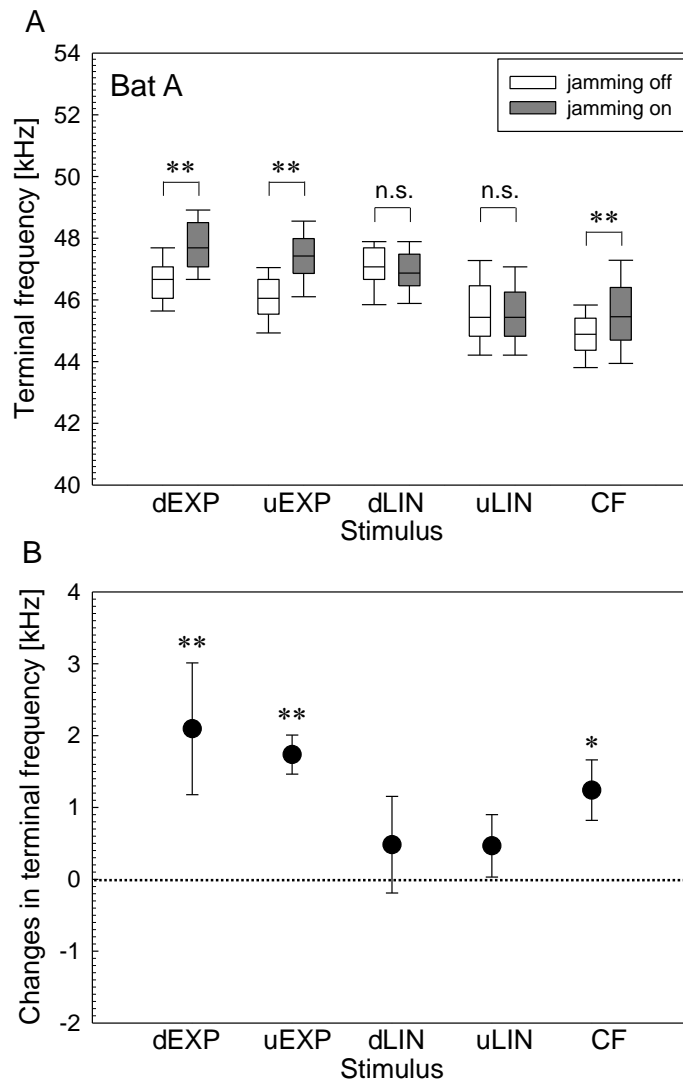 A
Terminal frequency [kHz]
54
52
50
48
46
44
42
40
Bat A
jamming off
jamming on
** ** n.s. n.s. **
dEXP uEXP dLIN uLIN CF
Stimulus
B
Changes in terminal frequency [kHz]
4
3
2
1
0
-1
-2
** ** *
dEXP uEXP dLIN uLIN CF
Stimulus